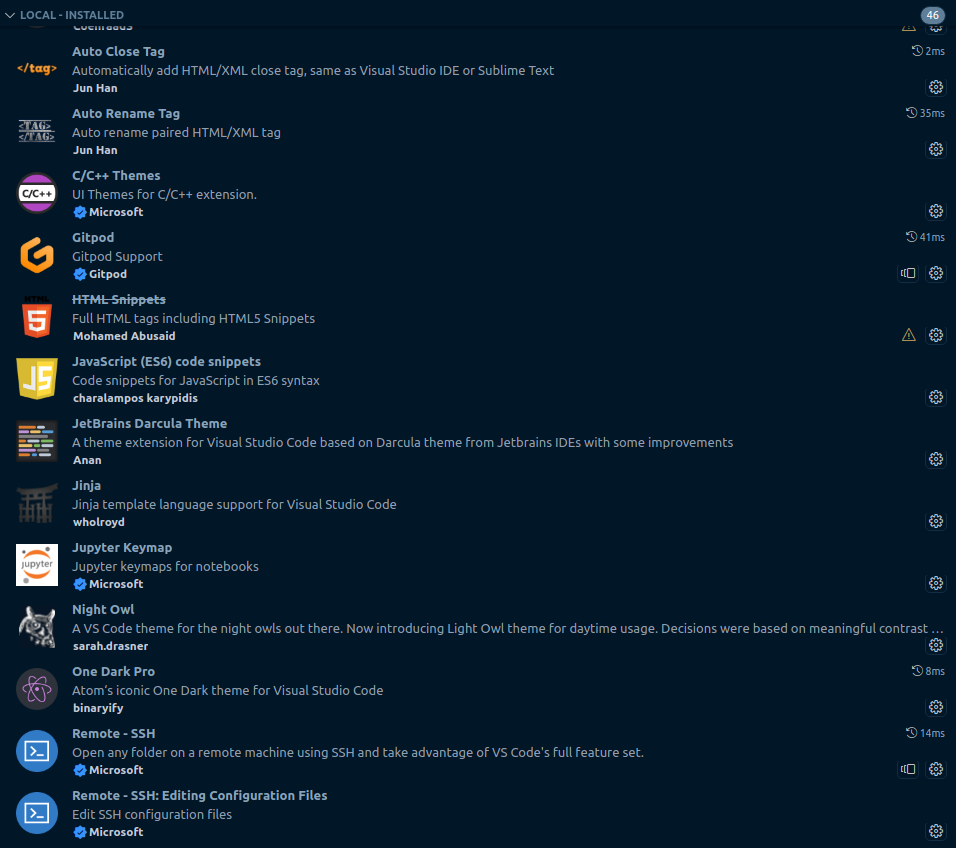 LOCAL - INSTALLED 46
CoenraadS
</tag> Auto Close Tag 2ms
Automatically add HTML/XML close tag, same as Visual Studio IDE or Sublime Text
Jun Han
<TAG> Auto Rename Tag 35ms
</TAG> Auto rename paired HTML/XML tag
Jun Han
C/C++ Themes
C/C++ UI Themes for C/C++ extension.
Microsoft
Gitpod 41ms
Gitpod Support
Gitpod
HTML HTML Snippets
5 Full HTML tags including HTML5 Snippets
Mohamed Abusaid
JavaScript (ES6) code snippets
JS Code snippets for JavaScript in ES6 syntax
charalampos karypidis
JetBrains Darcula Theme
A theme extension for Visual Studio Code based on Darcula theme from Jetbrains IDEs with some improvements
Anan
Jinja
Jinja template language support for Visual Studio Code
wholroyd
Jupyter Keymap
jupyter Jupyter keymaps for notebooks
Microsoft
Night Owl
A VS Code theme for the night owls out there. Now introducing Light Owl theme for daytime usage. Decisions were based on meaningful contrast ...
sarah.drasner
One Dark Pro 8ms
Atom's iconic One Dark theme for Visual Studio Code
binaryify
Remote - SSH 14ms
Open any folder on a remote machine using SSH and take advantage of VS Code's full feature set.
Microsoft
Remote - SSH: Editing Configuration Files
Edit SSH configuration files
Microsoft